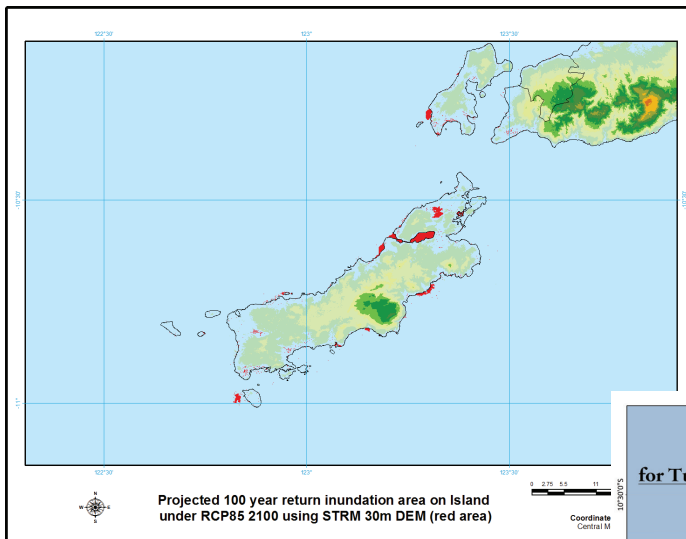 122°30' 123° 123°30'
-10°30' -10°30'
-11° -11°
122°30' 123° 123°30'
N
W E
S
Projected 100 year return inundation area on Island
under RCP85 2100 using STRM 30m DEM (red area)
0 2.75 5.5 11
Coordinate
Central M
10°30'0"S
for Tu